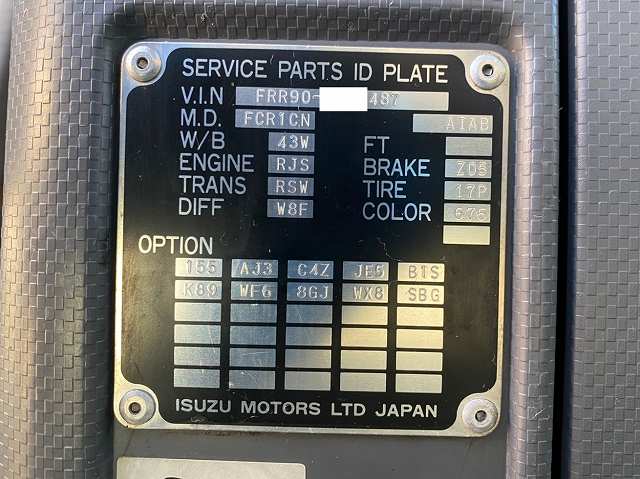 SERVICE PARTS ID PLATE
V.I.N FRR90- 487
M.D. FCR1CN A1AB
W/B 43W FT
ENGINE RJS BRAKE Z05
TRANS RSW TIRE 17P
DIFF W8F COLOR 675
OPTION
155 AJ3 C4Z JE5 B1S
K89 WF6 8GJ WX8 SBG
ISUZU MOTORS LTD JAPAN